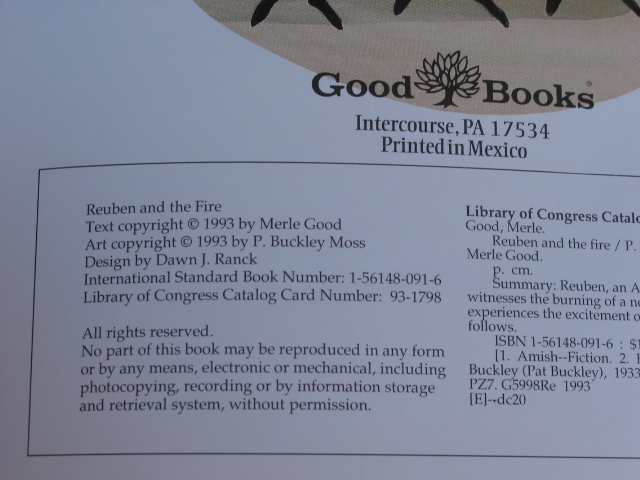 Good Books®
Intercourse, PA 17534
Printed in Mexico
Reuben and the Fire
Text copyright © 1993 by Merle Good
Art copyright © 1993 by P. Buckley Moss
Design by Dawn J. Ranck
International Standard Book Number: 1-56148-091-6
Library of Congress Catalog Card Number: 93-1798
All rights reserved.
No part of this book may be reproduced in any form
or by any means, electronic or mechanical, including
photocopying, recording or by information storage
and retrieval system, without permission.
Library of Congress Catalo
Good, Merle.
Reuben and the fire / P.
Merle Good.
p. cm.
Summary: Reuben, an A
witnesses the burning of a ne
experiences the excitement o
follows.
ISBN 1-56148-091-6 : $1
[1. Amish--Fiction. 2.
Buckley (Pat Buckley), 1933
PZ7. G5998Re 1993
[E]--dc20